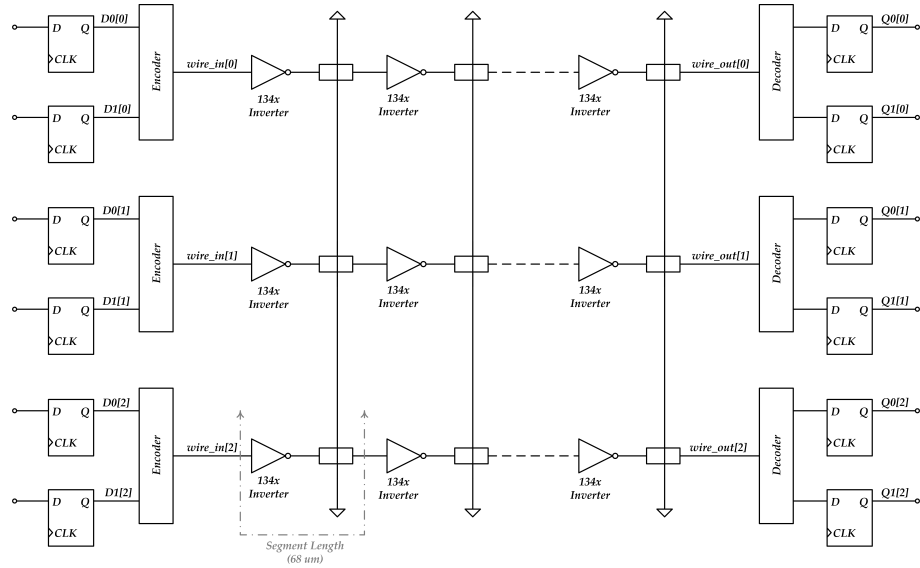 D0[0]
D Q
CLK
D1[0]
D Q
CLK
Encoder
wire_in[0]
134x
Inverter
134x
Inverter
134x
Inverter
wire_out[0]
Decoder
D Q
CLK
Q0[0]
D Q
CLK
Q1[0]
D0[1]
D Q
CLK
D1[1]
D Q
CLK
Encoder
wire_in[1]
134x
Inverter
134x
Inverter
134x
Inverter
wire_out[1]
Decoder
D Q
CLK
Q0[1]
D Q
CLK
Q1[1]
D0[2]
D Q
CLK
D1[2]
D Q
CLK
Encoder
wire_in[2]
134x
Inverter
134x
Inverter
134x
Inverter
wire_out[2]
Decoder
D Q
CLK
Q0[2]
D Q
CLK
Q1[2]
Segment Length
(68 um)